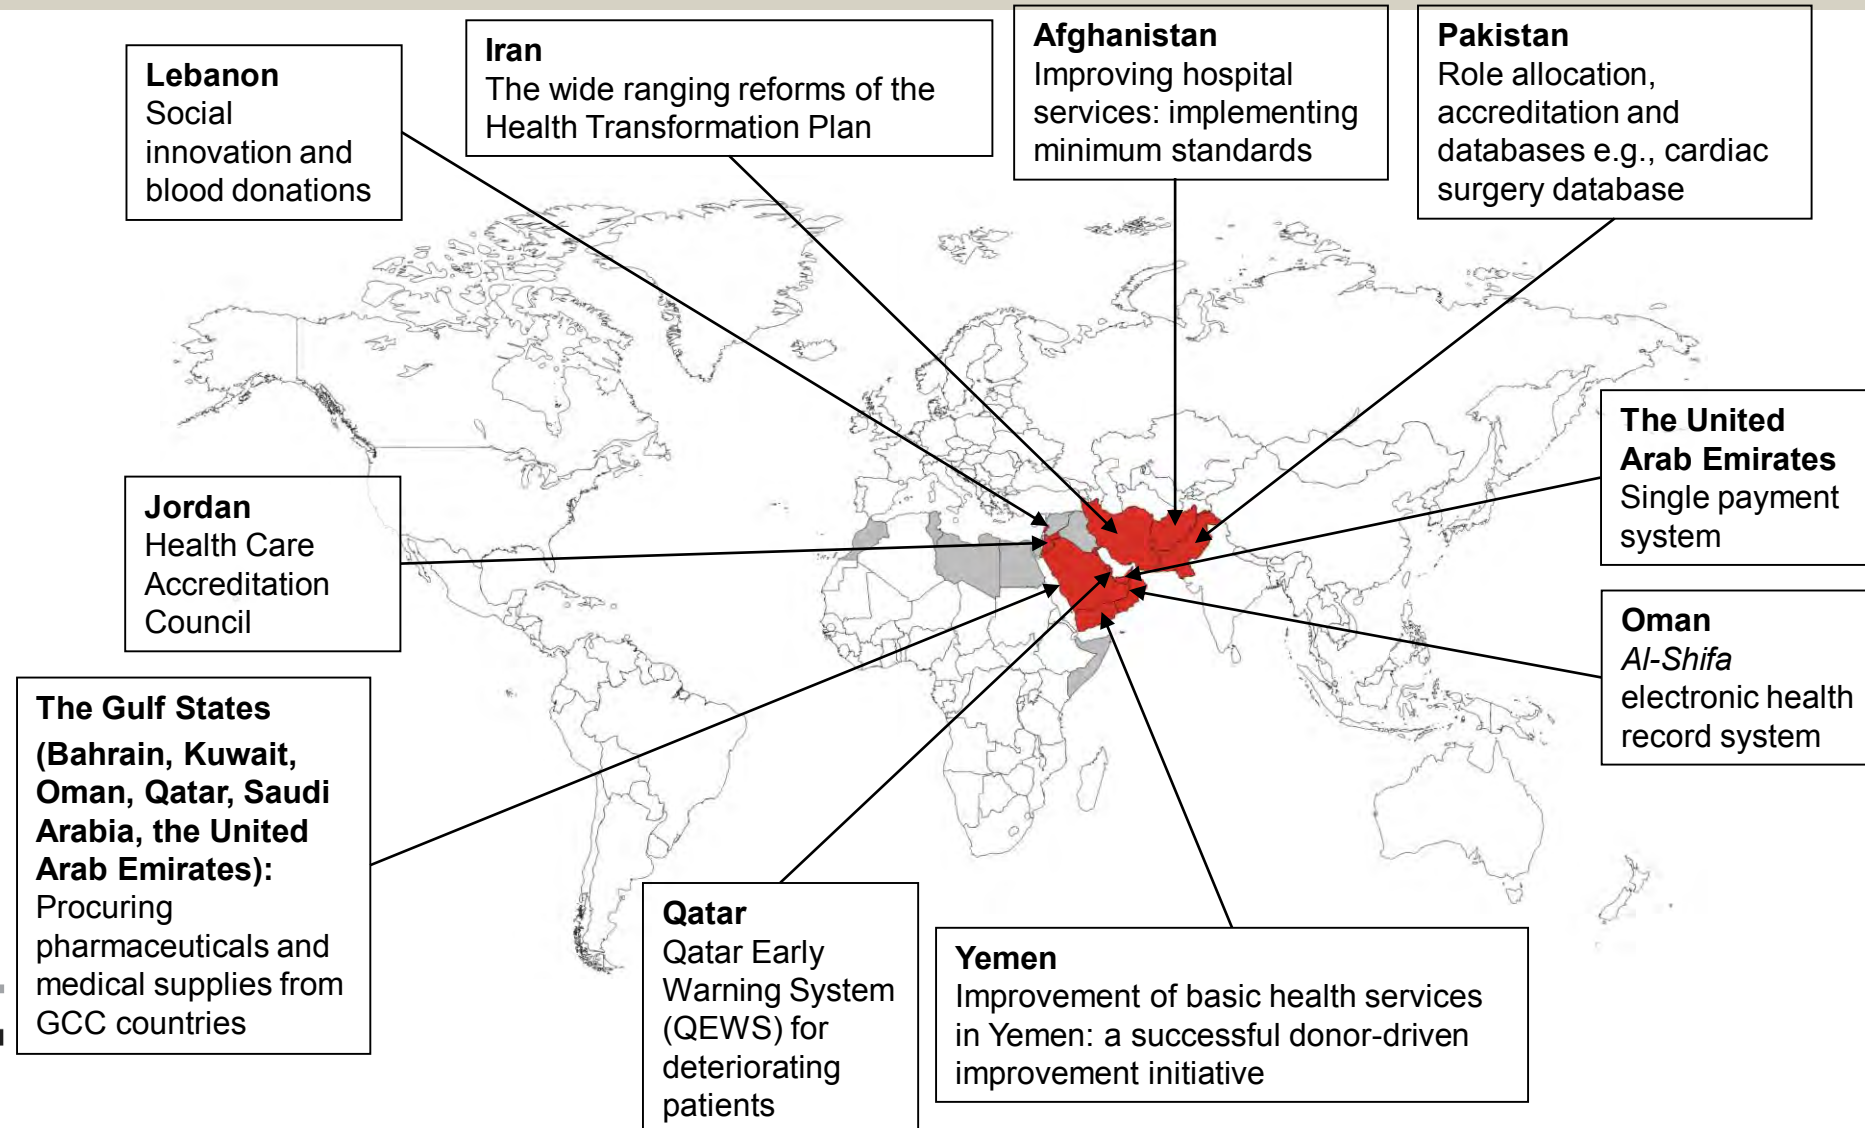 Lebanon
Social
innovation and
blood donations
Iran
The wide ranging reforms of the
Health Transformation Plan
Afghanistan
Improving hospital
services: implementing
minimum standards
Pakistan
Role allocation,
accreditation and
databases e.g., cardiac
surgery database
The United
Arab Emirates
Single payment
system
Jordan
Health Care
Accreditation
Council
Oman
Al-Shifa
electronic health
record system
The Gulf States
(Bahrain, Kuwait,
Oman, Qatar, Saudi
Arabia, the United
Arab Emirates):
Procuring
pharmaceuticals and
medical supplies from
GCC countries
Qatar
Qatar Early
Warning System
(QEWS) for
deteriorating
patients
Yemen
Improvement of basic health services
in Yemen: a successful donor-driven
improvement initiative